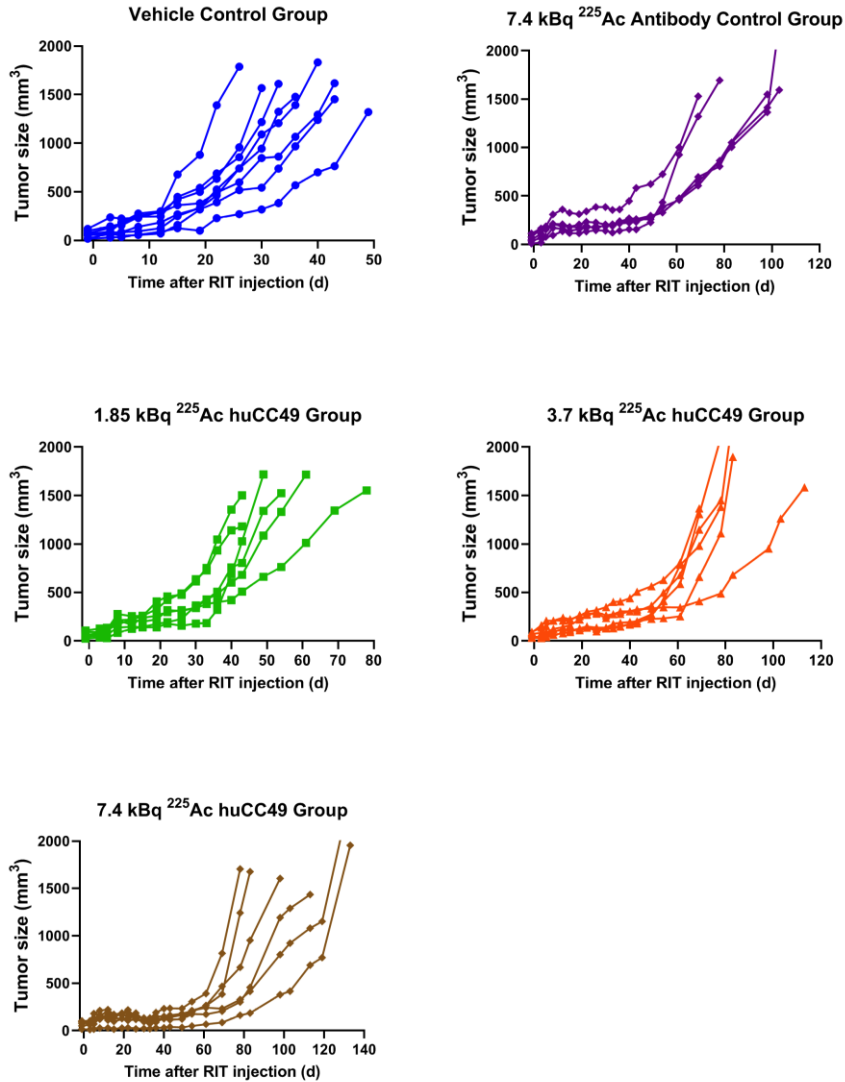 Vehicle Control Group
2000
1500
1000
500
0
Tumor size (mm³)
0 10 20 30 40 50
Time after RIT injection (d)
7.4 kBq ²²⁵Ac Antibody Control Group
2000
1500
1000
500
0
Tumor size (mm³)
0 20 40 60 80 100 120
Time after RIT injection (d)
1.85 kBq ²²⁵Ac huCC49 Group
2000
1500
1000
500
0
Tumor size (mm³)
0 10 20 30 40 50 60 70 80
Time after RIT injection (d)
3.7 kBq ²²⁵Ac huCC49 Group
2000
1500
1000
500
0
Tumor size (mm³)
0 20 40 60 80 100 120
Time after RIT injection (d)
7.4 kBq ²²⁵Ac huCC49 Group
2000
1500
1000
500
0
Tumor size (mm³)
0 20 40 60 80 100 120 140
Time after RIT injection (d)